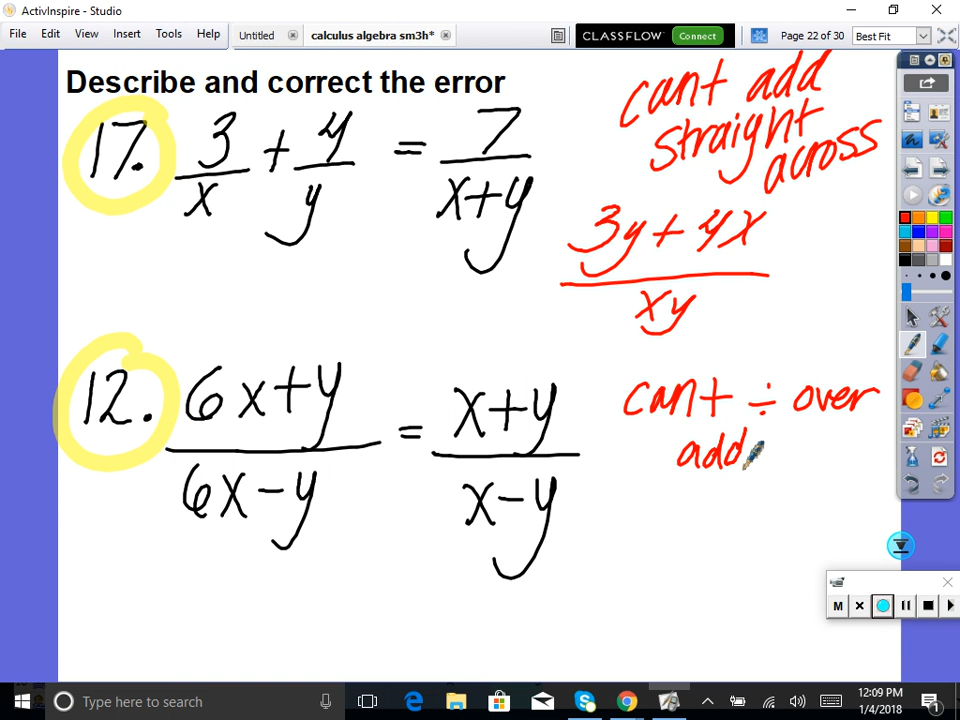 ActivInspire - Studio
File Edit View Insert Tools Help Untitled calculus algebra sm3h* CLASSFLOW Connect Page 22 of 30 Best Fit
Describe and correct the error
cant add
straight
across
17. 3/x + 4/y = 7/(x+y)
3y + 4x
xy
12. 6x+y = x+y
6x-y x-y
cant ÷ over
add
M
Type here to search
12:09 PM
1/4/2018
1